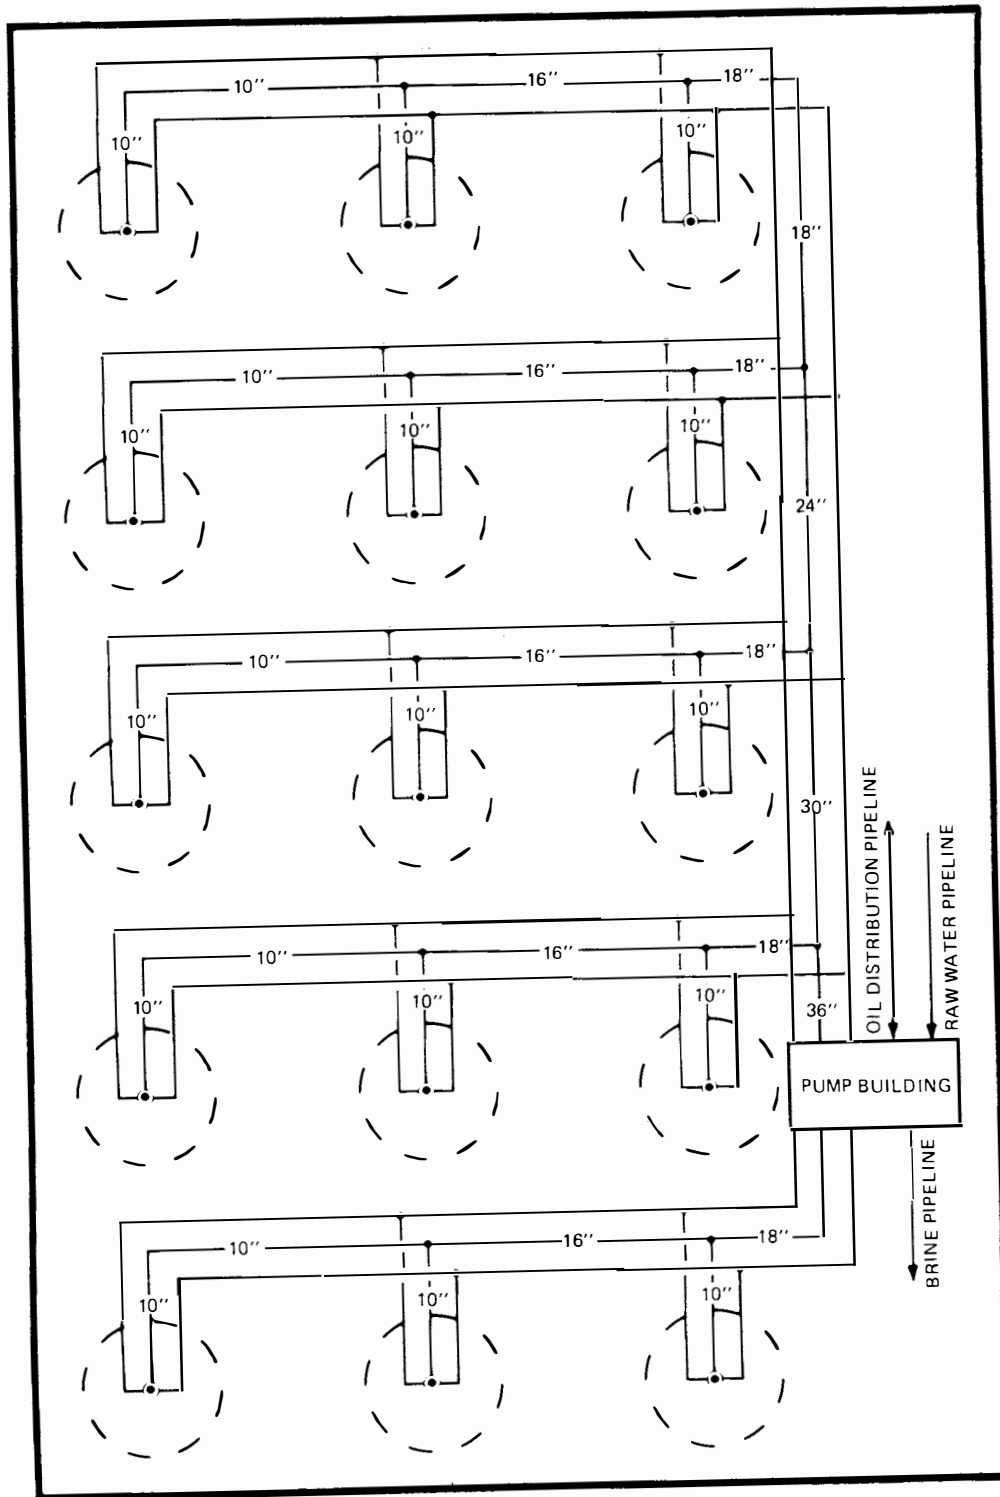 10" 16" 18"
10" 10" 10"
18"
10" 16" 18"
10" 10" 10"
24"
10" 16" 18"
10" 10" 10"
30"
OIL DISTRIBUTION PIPELINE
RAW WATER PIPELINE
10" 16" 18"
10" 10" 10"
36"
PUMP BUILDING
BRINE PIPELINE
10" 16" 18"
10" 10" 10"